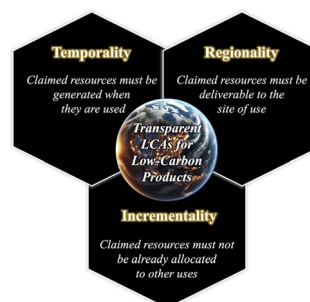 Temporality
Claimed resources must be
generated when
they are used
Regionality
Claimed resources must be
deliverable to the
site of use
Transparent
LCAs for
Low-Carbon
Products
Incrementality
Claimed resources must not
be already allocated
to other uses